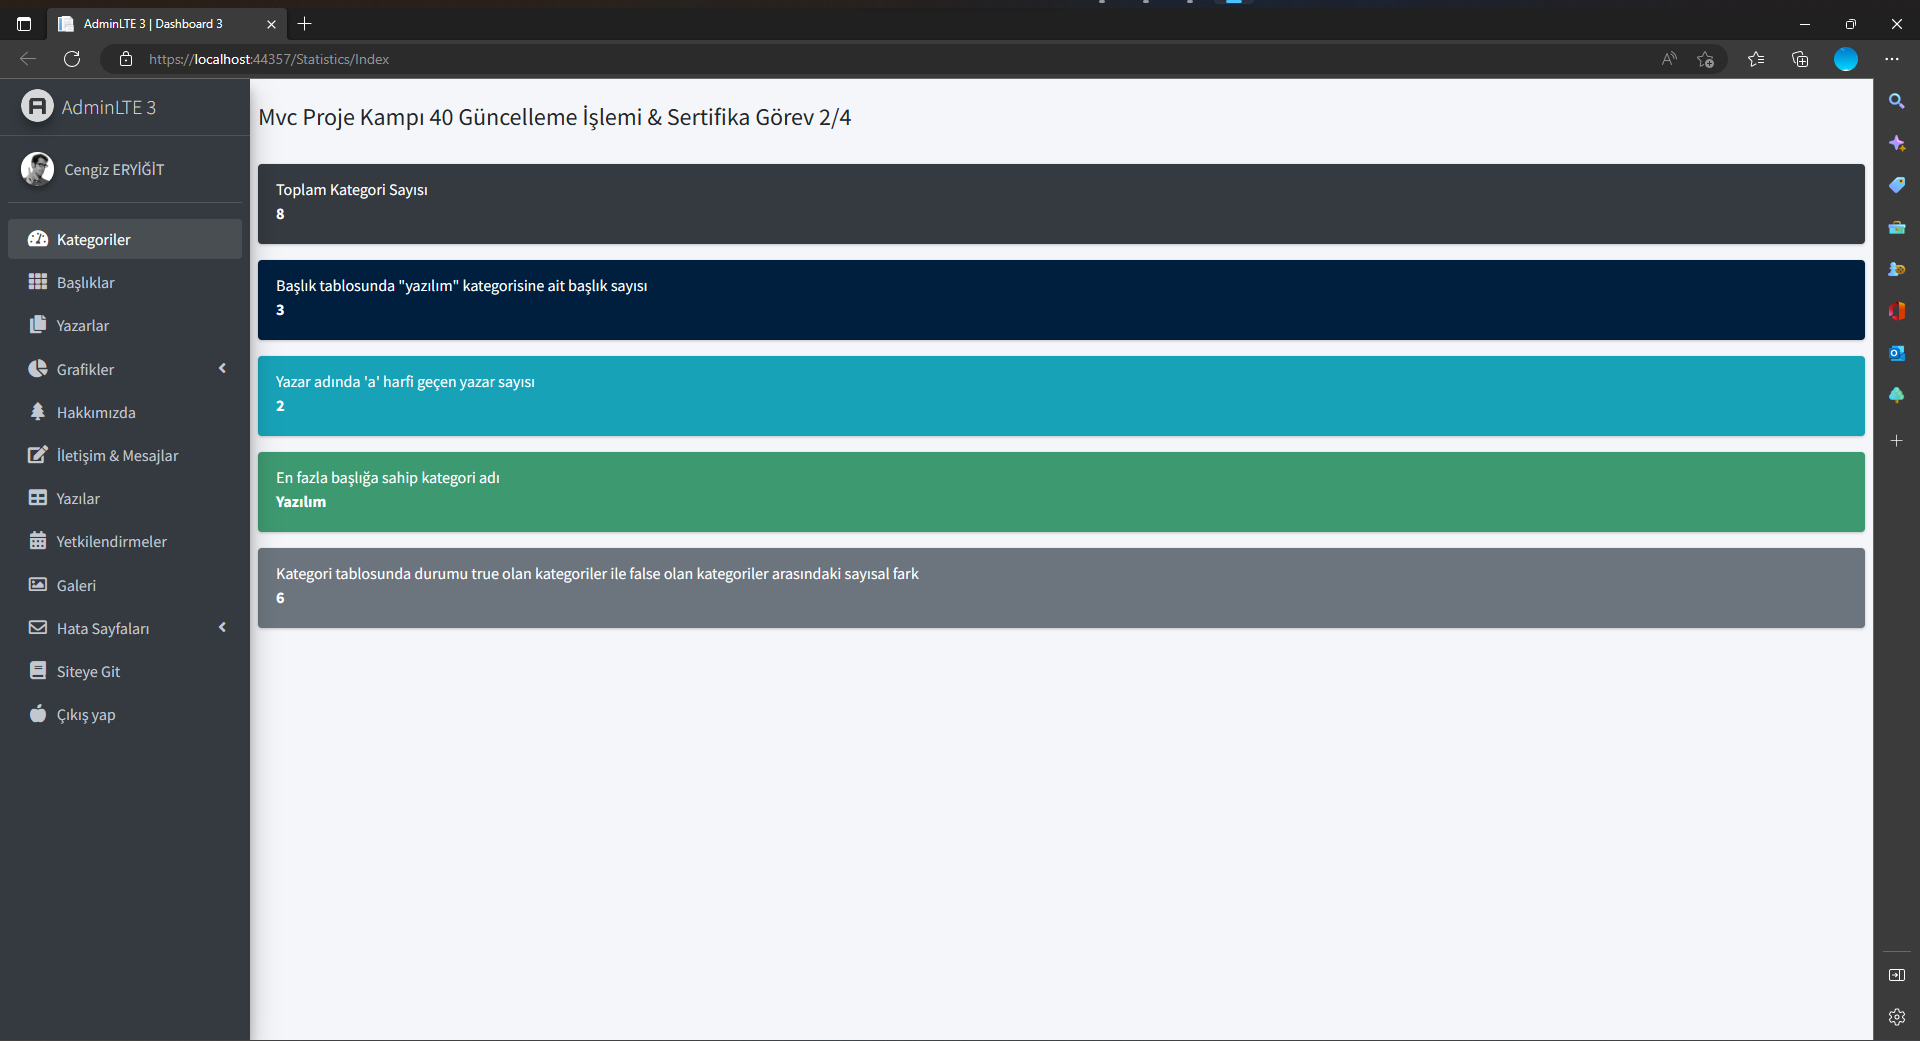 AdminLTE 3 | Dashboard 3
https://localhost:44357/Statistics/Index
AdminLTE 3
Cengiz ERYİĞİT
Kategoriler
Başlıklar
Yazarlar
Grafikler
Hakkımızda
İletişim & Mesajlar
Yazılar
Yetkilendirmeler
Galeri
Hata Sayfaları
Siteye Git
Çıkış yap
Mvc Proje Kampı 40 Güncelleme İşlemi & Sertifika Görev 2/4
Toplam Kategori Sayısı
8
Başlık tablosunda "yazılım" kategorisine ait başlık sayısı
3
Yazar adında 'a' harfi geçen yazar sayısı
2
En fazla başlığa sahip kategori adı
Yazılım
Kategori tablosunda durumu true olan kategoriler ile false olan kategoriler arasındaki sayısal fark
6